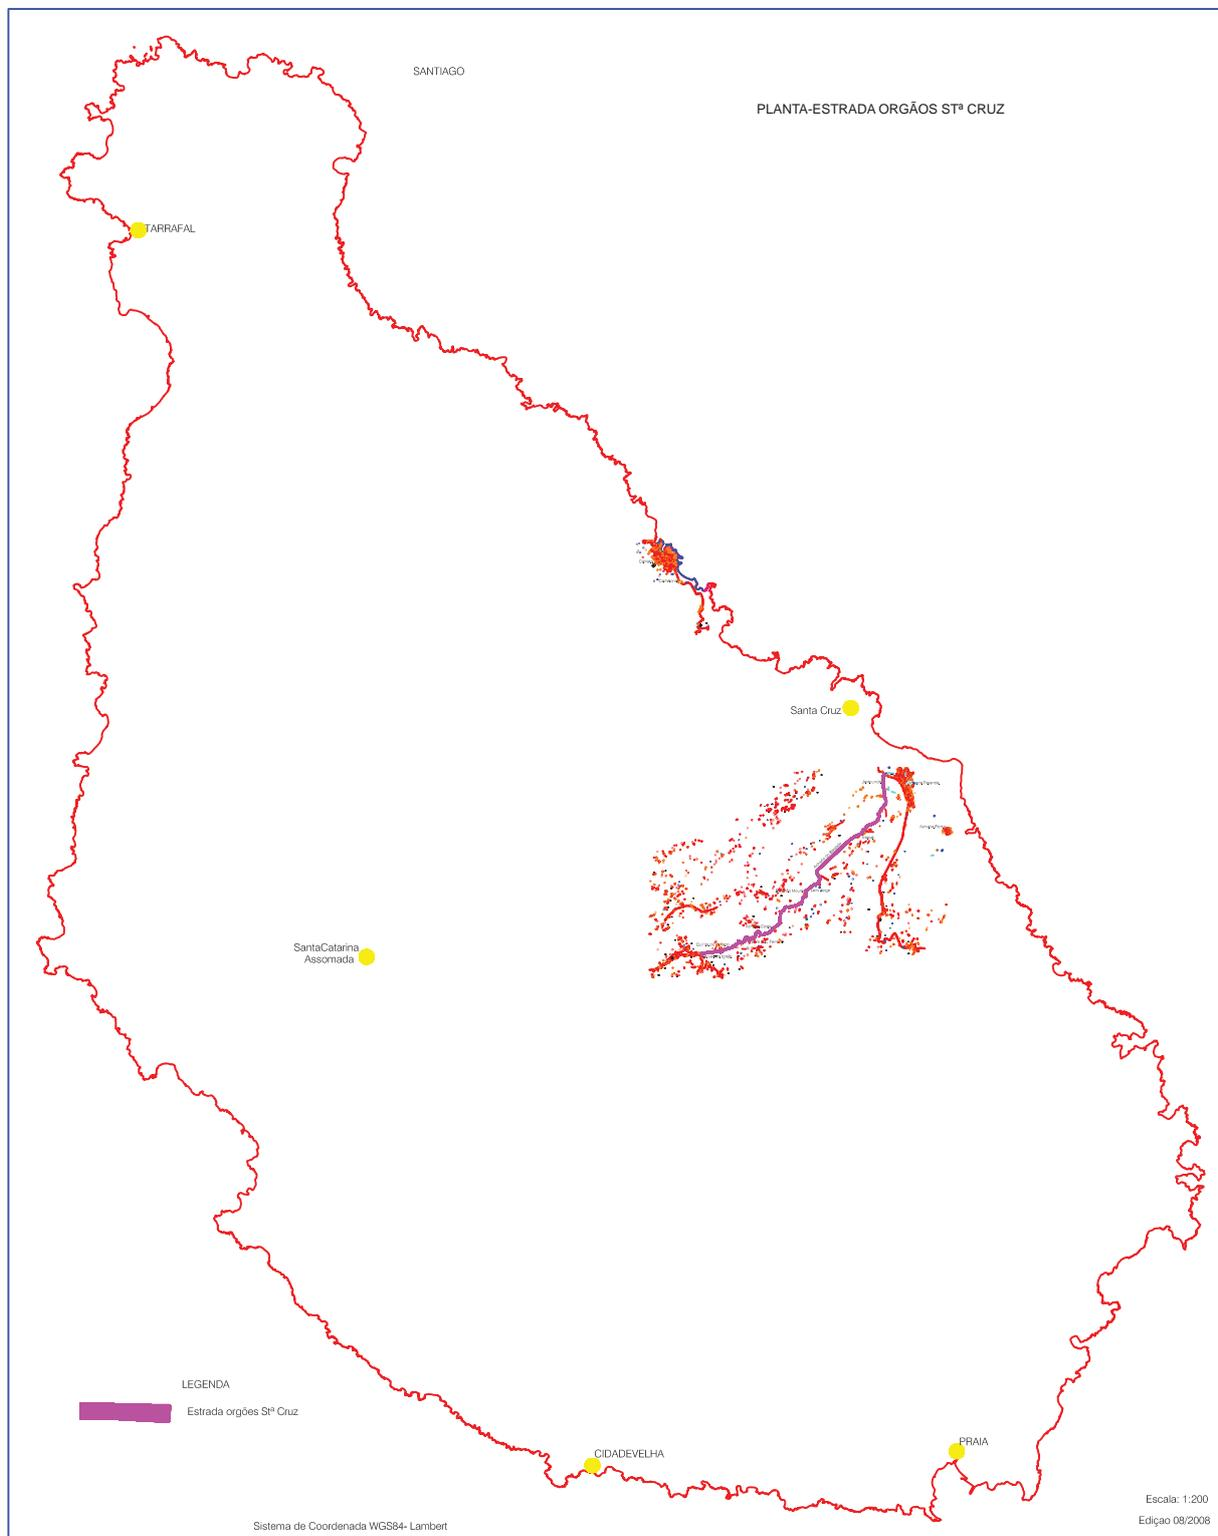 SANTIAGO
PLANTA-ESTRADA ORGÃOS STª CRUZ
TARRAFAL
Santa Cruz
SantaCatarina
Assomada
LEGENDA
Estrada orgões Stª Cruz
CIDADEVELHA
PRAIA
Escala: 1:200
Ediçao 08/2008
Sistema de Coordenada WGS84- Lambert